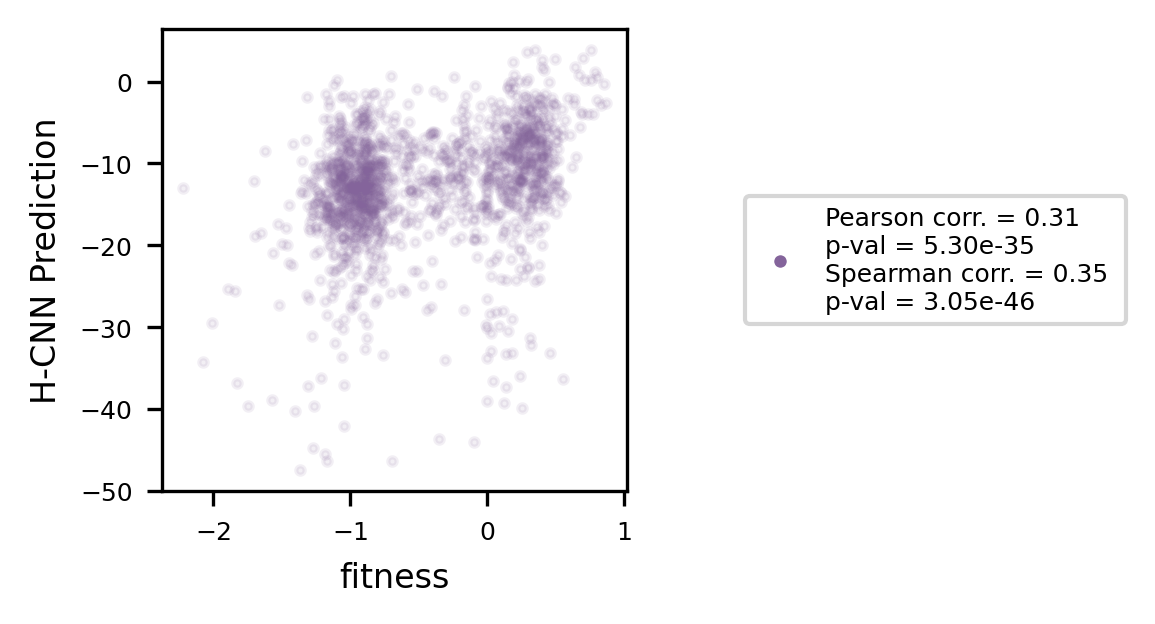 0
−10
−20
−30
−40
−50
H-CNN Prediction
−2
−1
0
1
fitness
Pearson corr. = 0.31
p-val = 5.30e-35
Spearman corr. = 0.35
p-val = 3.05e-46